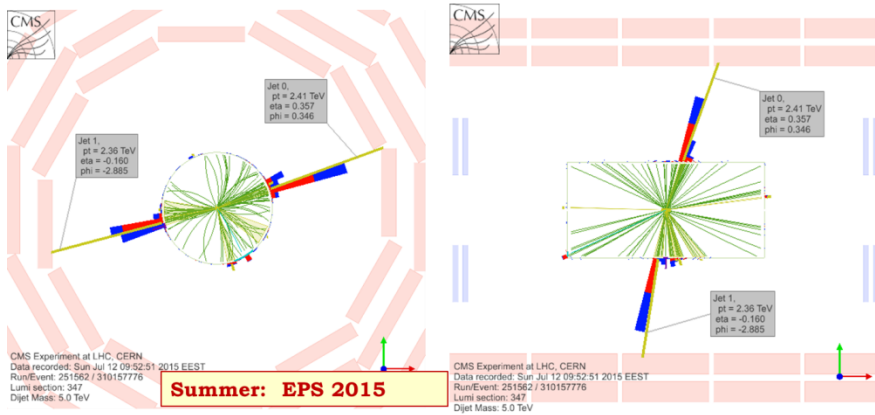 CMS
Jet 0,
pt = 2.41 TeV
eta = 0.357
phi = 0.346
Jet 1,
pt = 2.36 TeV
eta = -0.160
phi = -2.885
CMS Experiment at LHC, CERN
Data recorded: Sun Jul 12 09:52:51 2015 EEST
Run/Event: 251562 / 310157776
Lumi section: 347
Dijet Mass: 5.0 TeV
Summer: EPS 2015
CMS
Jet 0,
pt = 2.41 TeV
eta = 0.357
phi = 0.346
Jet 1,
pt = 2.36 TeV
eta = -0.160
phi = -2.885
CMS Experiment at LHC, CERN
Data recorded: Sun Jul 12 09:52:51 2015 EEST
Run/Event: 251562 / 310157776
Lumi section: 347
Dijet Mass: 5.0 TeV